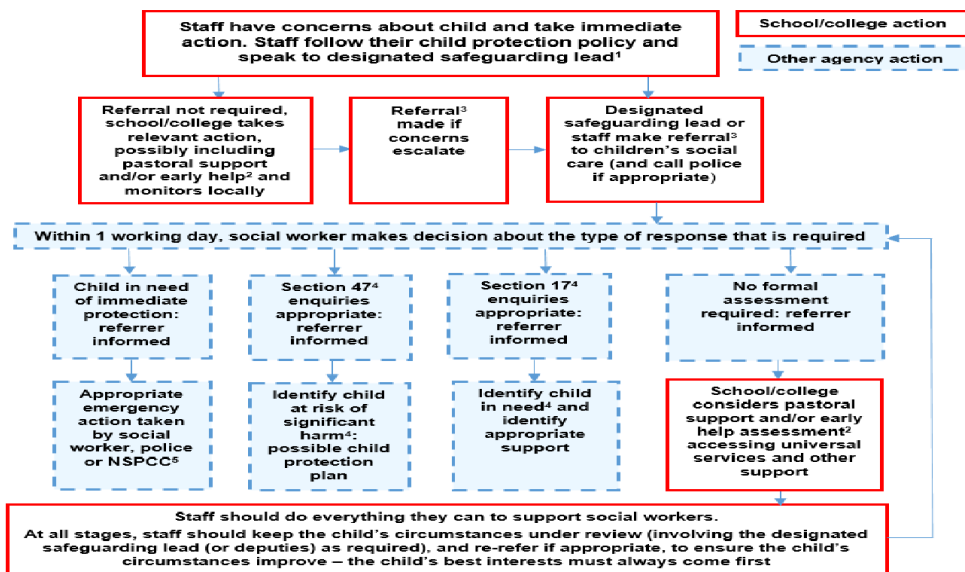 Staff have concerns about child and take immediate
action. Staff follow their child protection policy and
speak to designated safeguarding lead¹
School/college action
Other agency action
Referral not required,
school/college takes
relevant action,
possibly including
pastoral support
and/or early help² and
monitors locally
Referral³
made if
concerns
escalate
Designated
safeguarding lead or
staff make referral³
to children’s social
care (and call police
if appropriate)
Within 1 working day, social worker makes decision about the type of response that is required
Child in need
of immediate
protection:
referrer
informed
Section 47⁴
enquiries
appropriate:
referrer
informed
Section 17⁴
enquiries
appropriate:
referrer
informed
No formal
assessment
required: referrer
informed
Appropriate
emergency
action taken
by social
worker, police
or NSPCC⁵
Identify child
at risk of
significant
harm⁴:
possible child
protection
plan
Identify child
in need⁴ and
identify
appropriate
support
School/college
considers pastoral
support and/or early
help assessment²
accessing universal
services and other
support
Staff should do everything they can to support social workers.
At all stages, staff should keep the child’s circumstances under review (involving the designated
safeguarding lead (or deputies) as required), and re-refer if appropriate, to ensure the child’s
circumstances improve – the child’s best interests must always come first